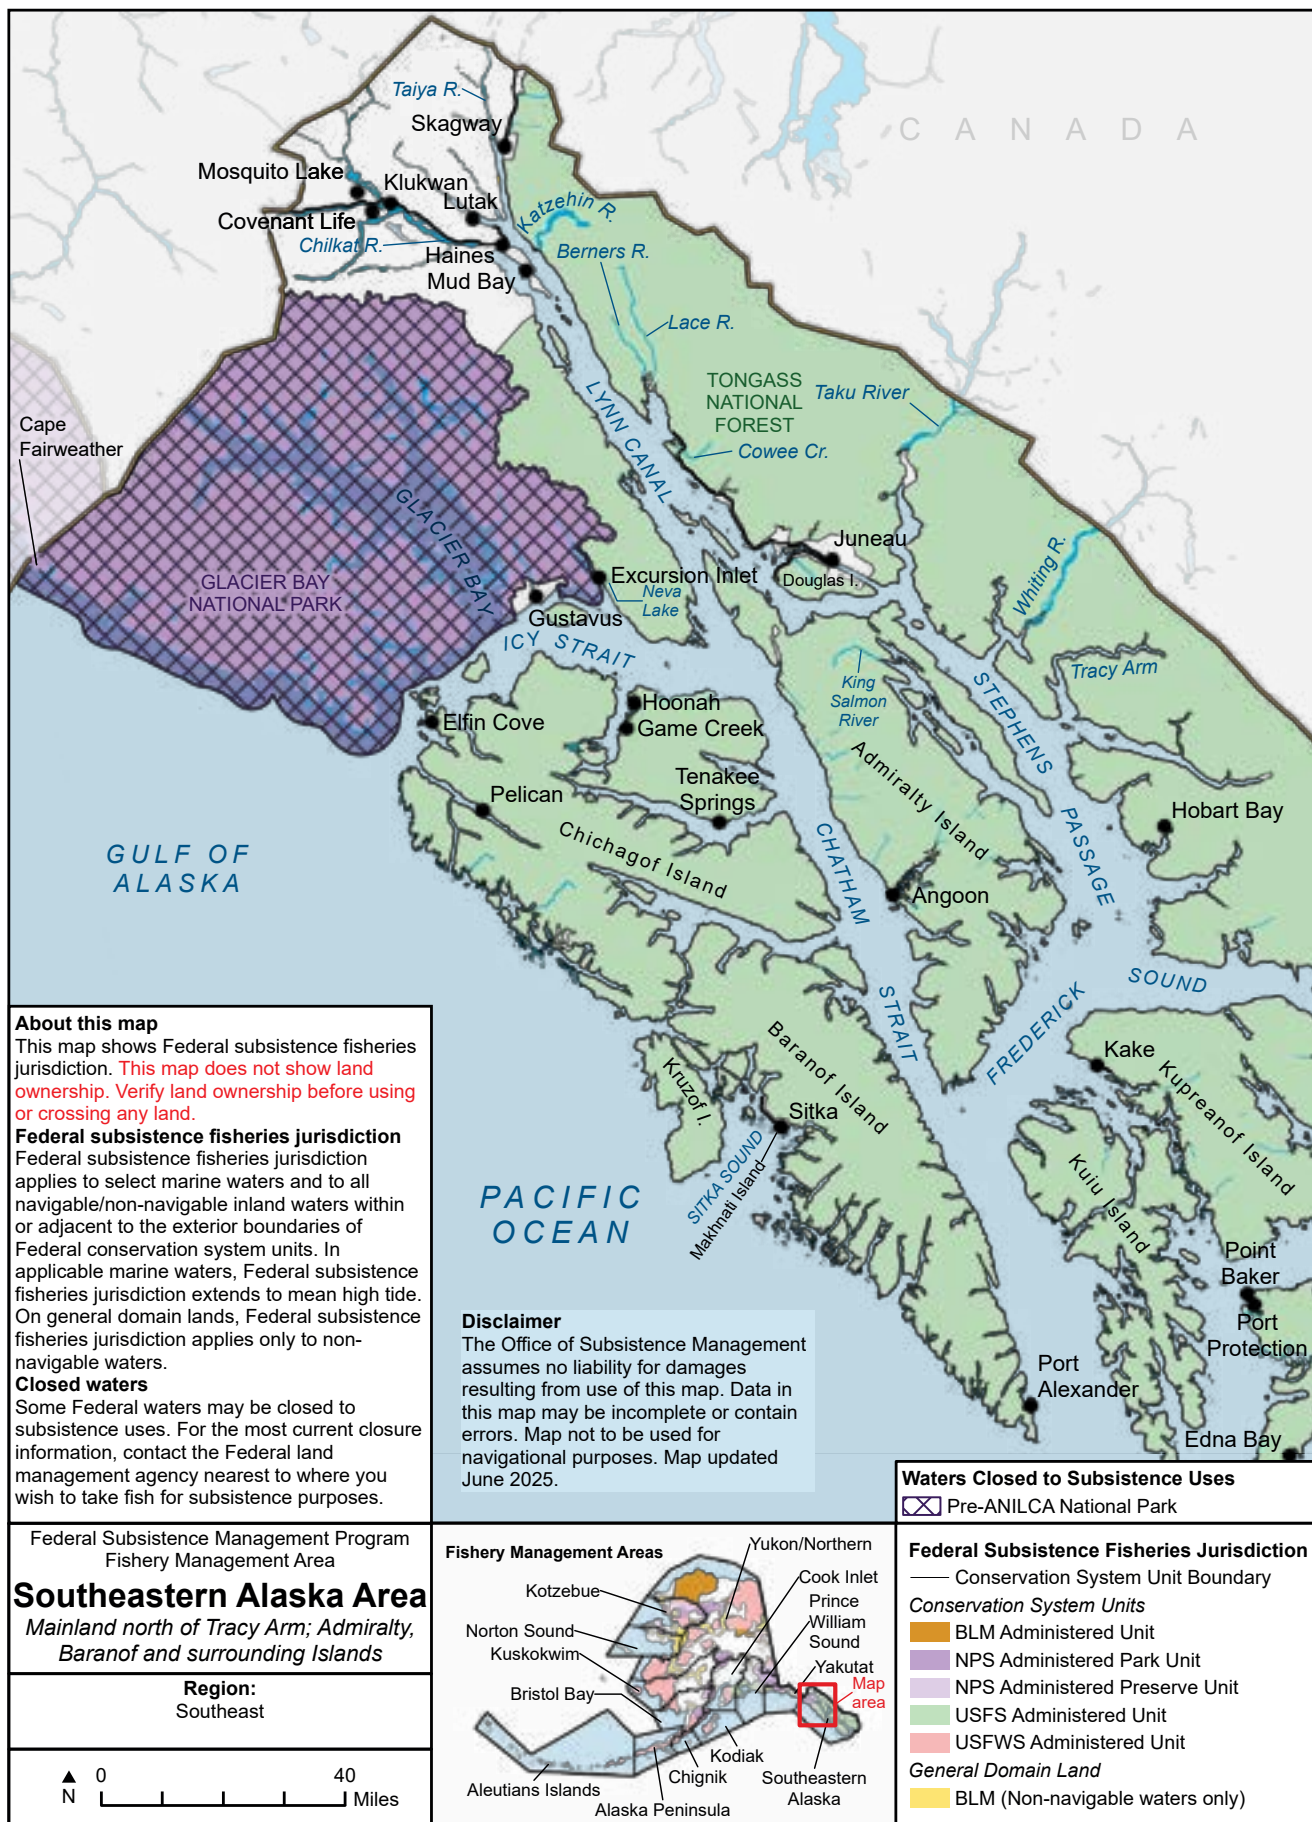 CANADA
Taiya R.
Skagway
Mosquito Lake
Klukwan
Lutak
Covenant Life
Chilkat R.
Haines
Mud Bay
Katzehin R.
Berners R.
Lace R.
TONGASS
NATIONAL
FOREST
Taku River
Cowee Cr.
LYNN CANAL
Cape
Fairweather
GLACIER BAY
GLACIER BAY
NATIONAL PARK
Juneau
Douglas I.
Excursion Inlet
Neva
Lake
Gustavus
ICY STRAIT
Whiting R.
Tracy Arm
King
Salmon
River
STEPHENS
PASSAGE
Hoonah
Game Creek
Elfin Cove
Tenakee
Springs
Pelican
Admiralty Island
Hobart Bay
Chichagof Island
CHATHAM
STRAIT
Angoon
GULF OF
ALASKA
FREDERICK
SOUND
Baranof Island
Kake
Kupreanof Island
Kruzof I.
Sitka
SITKA SOUND
Makhnati Island
Kuiu Island
PACIFIC
OCEAN
Point
Baker
Port
Protection
Port
Alexander
Edna Bay
About this map
This map shows Federal subsistence fisheries
jurisdiction. This map does not show land
ownership. Verify land ownership before using
or crossing any land.
Federal subsistence fisheries jurisdiction
Federal subsistence fisheries jurisdiction
applies to select marine waters and to all
navigable/non-navigable inland waters within
or adjacent to the exterior boundaries of
Federal conservation system units. In
applicable marine waters, Federal subsistence
fisheries jurisdiction extends to mean high tide.
On general domain lands, Federal subsistence
fisheries jurisdiction applies only to non-
navigable waters.
Closed waters
Some Federal waters may be closed to
subsistence uses. For the most current closure
information, contact the Federal land
management agency nearest to where you
wish to take fish for subsistence purposes.
Disclaimer
The Office of Subsistence Management
assumes no liability for damages
resulting from use of this map. Data in
this map may be incomplete or contain
errors. Map not to be used for
navigational purposes. Map updated
June 2025.
Waters Closed to Subsistence Uses
Pre-ANILCA National Park
Federal Subsistence Management Program
Fishery Management Area
Southeastern Alaska Area
Mainland north of Tracy Arm; Admiralty,
Baranof and surrounding Islands
Region:
Southeast
N
0 40
Miles
Fishery Management Areas
Yukon/Northern
Kotzebue
Cook Inlet
Prince
William
Sound
Norton Sound
Kuskokwim
Yakutat
Bristol Bay
Map
area
Kodiak
Chignik
Aleutians Islands
Alaska Peninsula
Southeastern
Alaska
Federal Subsistence Fisheries Jurisdiction
Conservation System Unit Boundary
Conservation System Units
BLM Administered Unit
NPS Administered Park Unit
NPS Administered Preserve Unit
USFS Administered Unit
USFWS Administered Unit
General Domain Land
BLM (Non-navigable waters only)